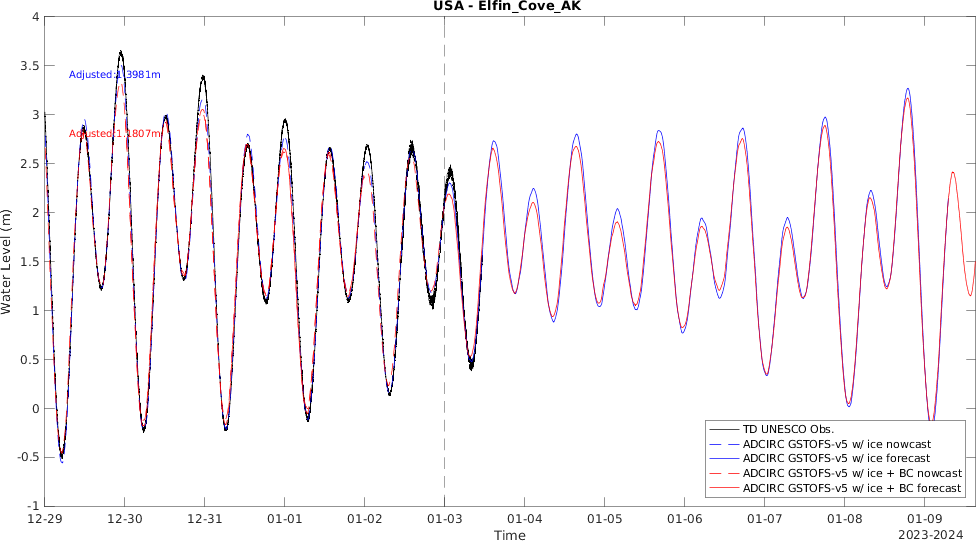 USA - Elfin_Cove_AK
4
3.5
3
2.5
2
1.5
1
0.5
0
-0.5
-1
Water Level (m)
Adjusted:1.3981m
Adjusted:1.1807m
TD UNESCO Obs.
ADCIRC GSTOFS-v5 w/ ice nowcast
ADCIRC GSTOFS-v5 w/ ice forecast
ADCIRC GSTOFS-v5 w/ ice + BC nowcast
ADCIRC GSTOFS-v5 w/ ice + BC forecast
12-29 12-30 12-31 01-01 01-02 01-03 01-04 01-05 01-06 01-07 01-08 01-09
Time
2023-2024